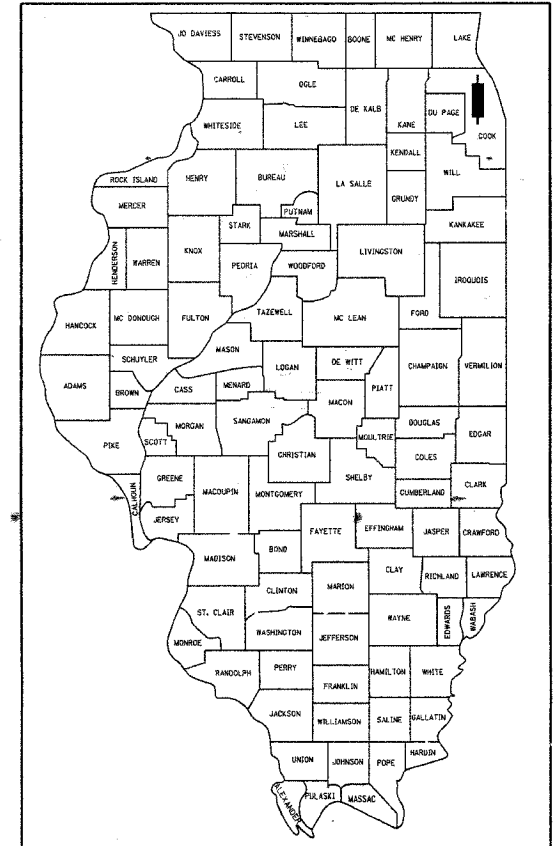 JO DAVIESS STEVENSON WINNEBAGO BOONE MC HENRY LAKE
CARROLL OGLE
DE KALB KANE DU PAGE COOK
WHITESIDE LEE
KENDALL WILL
ROCK ISLAND HENRY BUREAU LA SALLE
MERCER PUTNAM GRUNDY
STARK MARSHALL KANKAKEE
HENDERSON WARREN KNOX PEORIA WOODFORD LIVINGSTON IROQUOIS
HANCOCK MC DONOUGH FULTON TAZEWELL MC LEAN FORD
SCHUYLER MASON LOGAN DE WITT CHAMPAIGN VERMILION
ADAMS BROWN CASS MENARD MACON PIATT
MORGAN SANGAMON DOUGLAS EDGAR
PIKE SCOTT CHRISTIAN MOULTRIE COLES
GREENE SHELBY
CALHOUN MACOUPIN MONTGOMERY CUMBERLAND CLARK
JERSEY FAYETTE EFFINGHAM JASPER CRAWFORD
MADISON BOND
CLAY RICHLAND LAWRENCE
CLINTON MARION
ST. CLAIR WAYNE EDWARDS WABASH
WASHINGTON JEFFERSON
MONROE
RANDOLPH PERRY HAMILTON WHITE
FRANKLIN
JACKSON WILLIAMSON SALINE GALLATIN
UNION JOHNSON POPE HARDIN
ALEXANDER PULASKI MASSAC